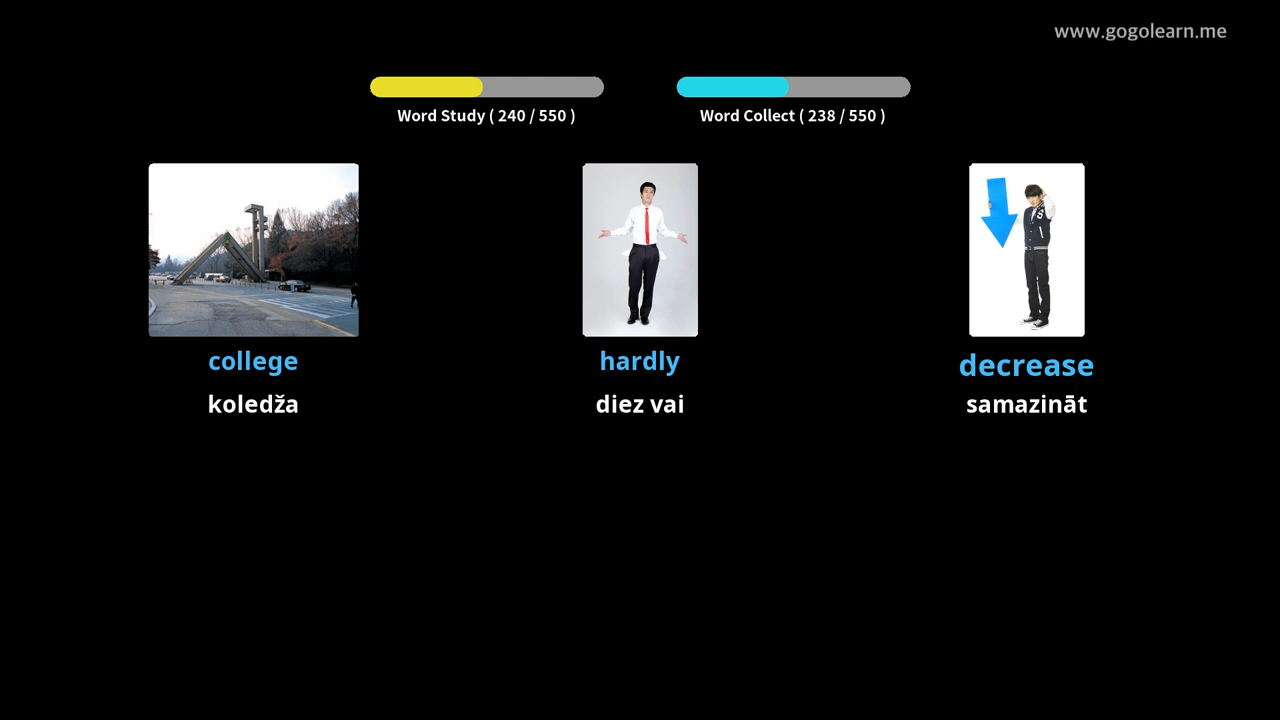 www.gogolearn.me
Word Study ( 240 / 550 )
Word Collect ( 238 / 550 )
college
hardly
decrease
koledža
diez vai
samazināt